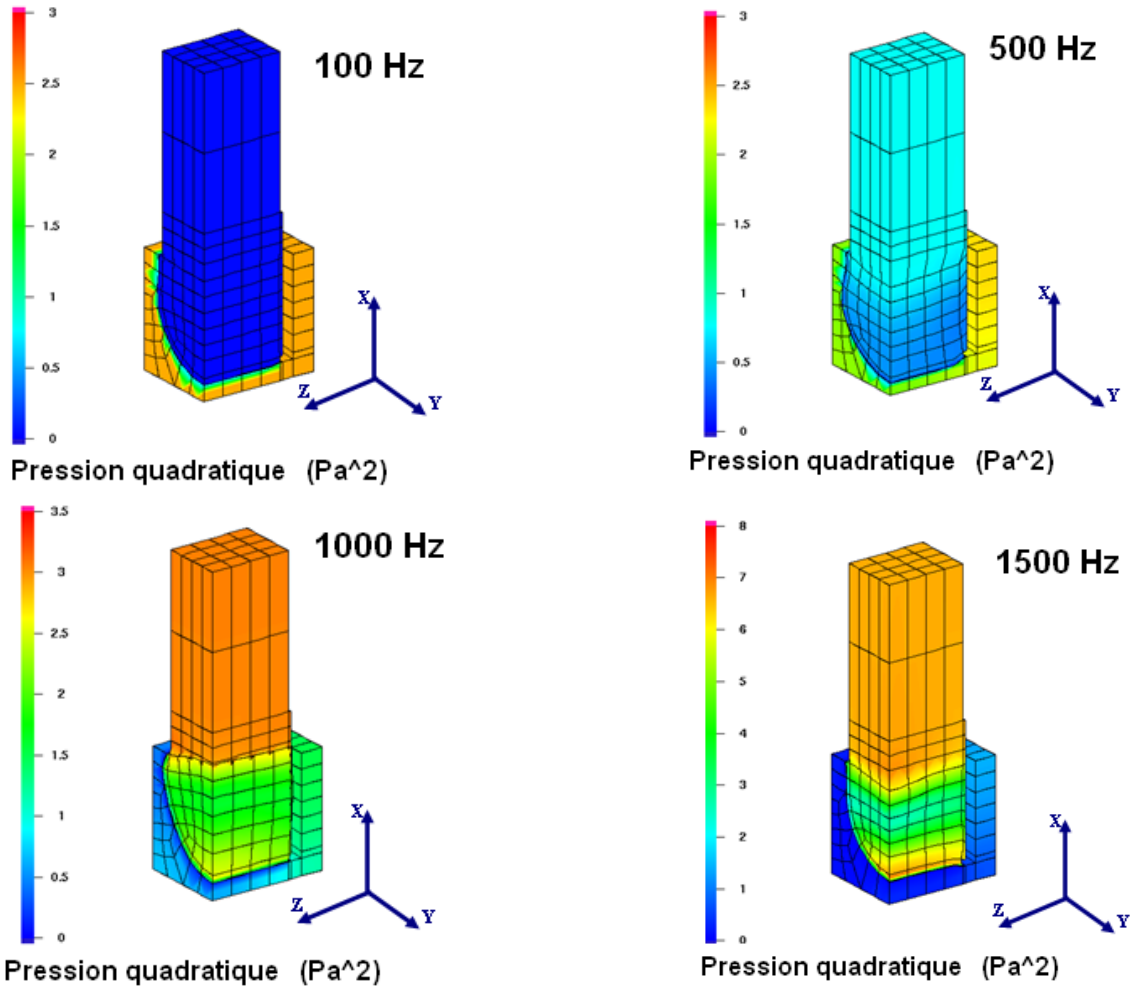 3
2.5
2
1.5
1
0.5
0
100 Hz
X
Z
Y
Pression quadratique (Pa^2)
3
2.5
2
1.5
1
0.5
0
500 Hz
X
Z
Y
Pression quadratique (Pa^2)
3.5
3
2.5
2
1.5
1
0.5
0
1000 Hz
X
Z
Y
Pression quadratique (Pa^2)
8
7
6
5
4
3
2
1
0
1500 Hz
X
Z
Y
Pression quadratique (Pa^2)